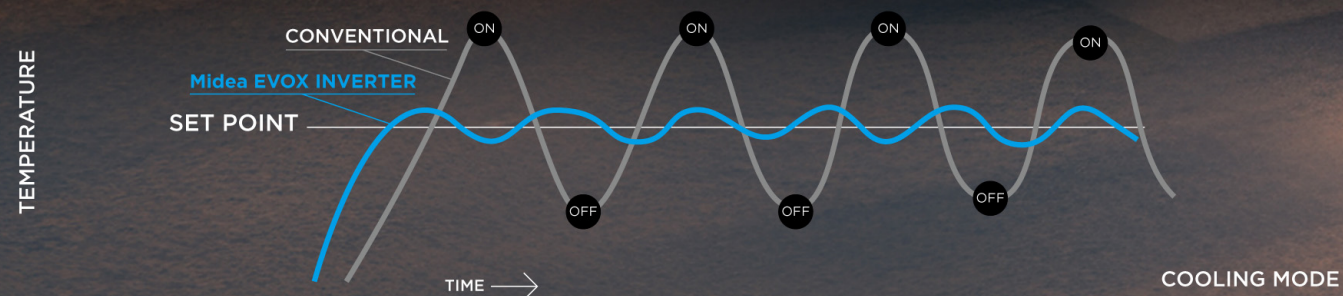 ON
ON
ON
ON
CONVENTIONAL
Midea EVOX INVERTER
SET POINT
TEMPERATURE
OFF
OFF
OFF
TIME
COOLING MODE